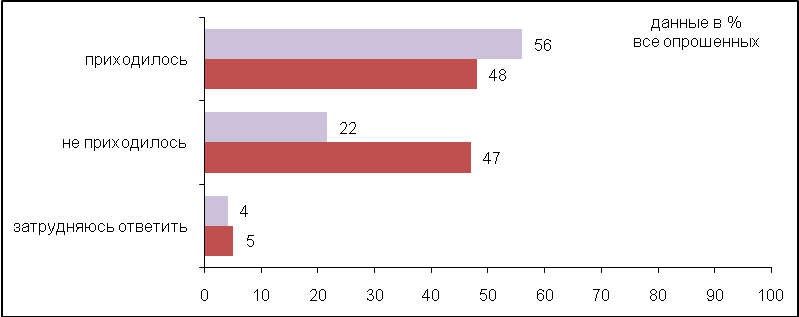 данные в %
все опрошенных
приходилось
56
48
не приходилось
22
47
затрудняюсь ответить
4
5
0 10 20 30 40 50 60 70 80 90 100